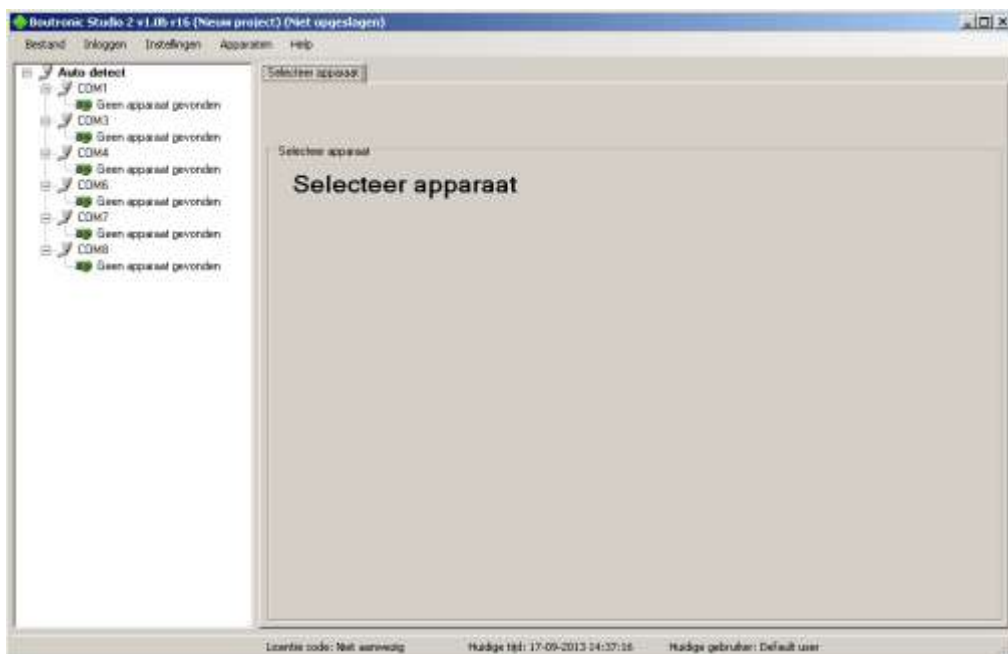 Boutronic Studio 2 v1.0b r16 (Nieuw project) (Niet opgeslagen)
Bestand Inloggen Instellingen Apparaten Help
Auto detect
COM1
Geen apparaat gevonden
COM3
Geen apparaat gevonden
COM4
Geen apparaat gevonden
COM6
Geen apparaat gevonden
COM7
Geen apparaat gevonden
COM8
Geen apparaat gevonden
Selecteer apparaat
Selecteer apparaat
Selecteer apparaat
Licentie code: Niet aanwezig Huidige tijd: 17-09-2013 14:37:16 Huidige gebruiker: Default user